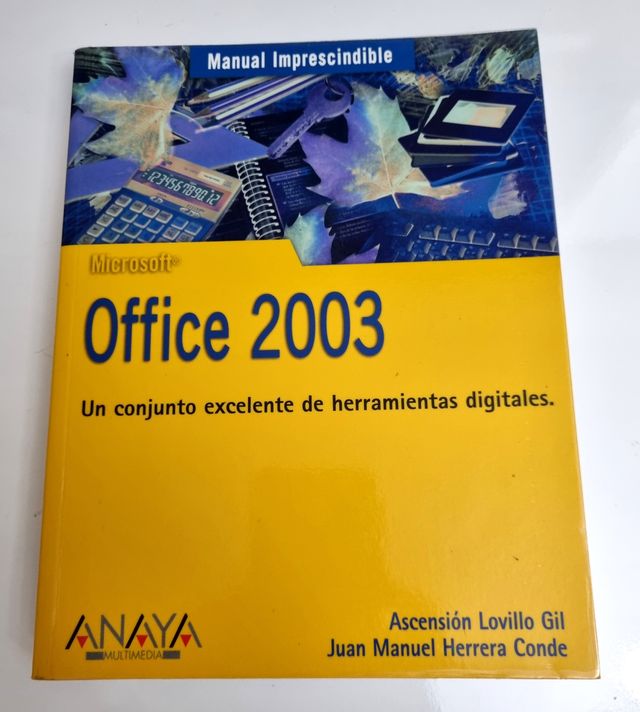 Manual Imprescindible
123456789012
Microsoft®
Office 2003
Un conjunto excelente de herramientas digitales.
ANAYA
MULTIMEDIA
Ascensión Lovillo Gil
Juan Manuel Herrera Conde